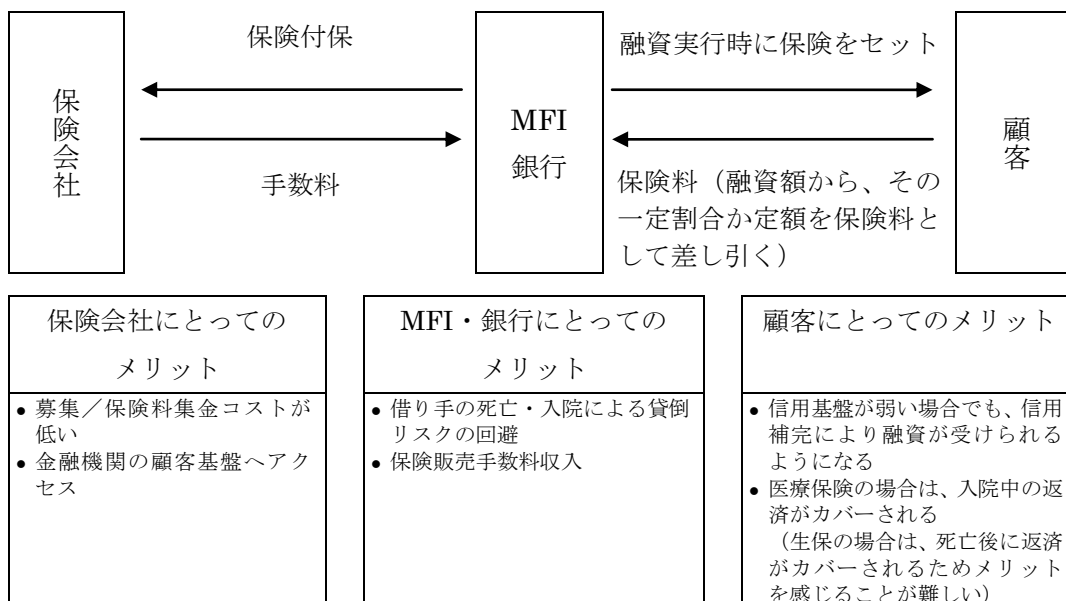 保険会社
保険付保
手数料
MFI
銀行
融資実行時に保険をセット
保険料（融資額から、その
一定割合か定額を保険料と
して差し引く）
顧客
保険会社にとっての
メリット
● 募集／保険料集金コストが
低い
● 金融機関の顧客基盤へアク
セス
MFI・銀行にとっての
メリット
● 借り手の死亡・入院による貸倒
リスクの回避
● 保険販売手数料収入
顧客にとってのメリット
● 信用基盤が弱い場合でも、信用
補完により融資が受けられる
ようになる
● 医療保険の場合は、入院中の返
済がカバーされる
（生保の場合は、死亡後に返済
がカバーされるためメリット
を感じることが難しい）